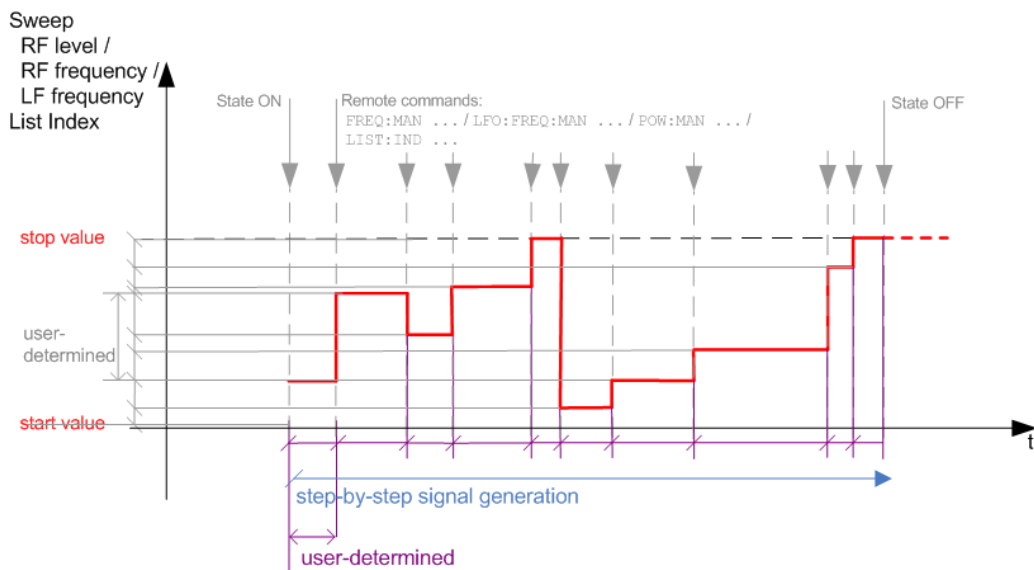 Sweep
RF level /
RF frequency /
LF frequency
List Index
State ON
Remote commands:
FREQ:MAN ... / LFO:FREQ:MAN ... / POW:MAN ... /
LIST:IND ...
State OFF
stop value
user-
determined
start value
t
step-by-step signal generation
user-determined